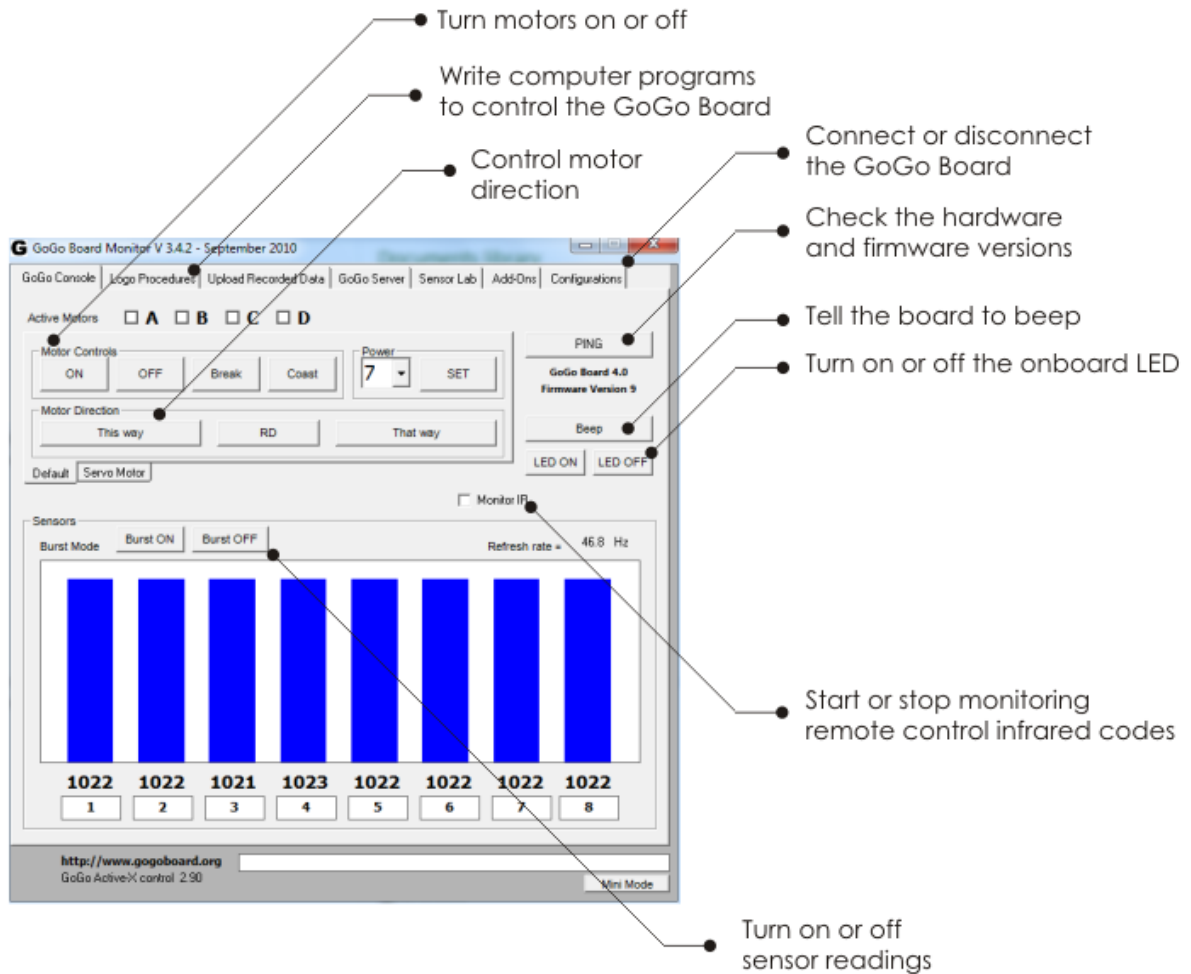 Turn motors on or off
Write computer programs
to control the GoGo Board
Control motor
direction
Connect or disconnect
the GoGo Board
Check the hardware
and firmware versions
Tell the board to beep
Turn on or off the onboard LED
GoGo Board Monitor V 3.4.2 - September 2010
Documents library
GoGo Console Logo Procedures Upload Recorded Data GoGo Server Sensor Lab Add-Ons Configurations
Active Motors A B C D
Motor Controls
ON OFF Break Coast
Power
7 SET
PING
GoGo Board 4.0
Firmware Version 9
Motor Direction
This way RD That way
Beep
LED ON LED OFF
Default Servo Motor
Monitor IR
Sensors
Burst Mode Burst ON Burst OFF Refresh rate = 46.8 Hz
1022 1022 1021 1023 1022 1022 1022 1022
1 2 3 4 5 6 7 8
Start or stop monitoring
remote control infrared codes
http://www.gogoboard.org
GoGo Active-X control 2.90
Mini Mode
Turn on or off
sensor readings